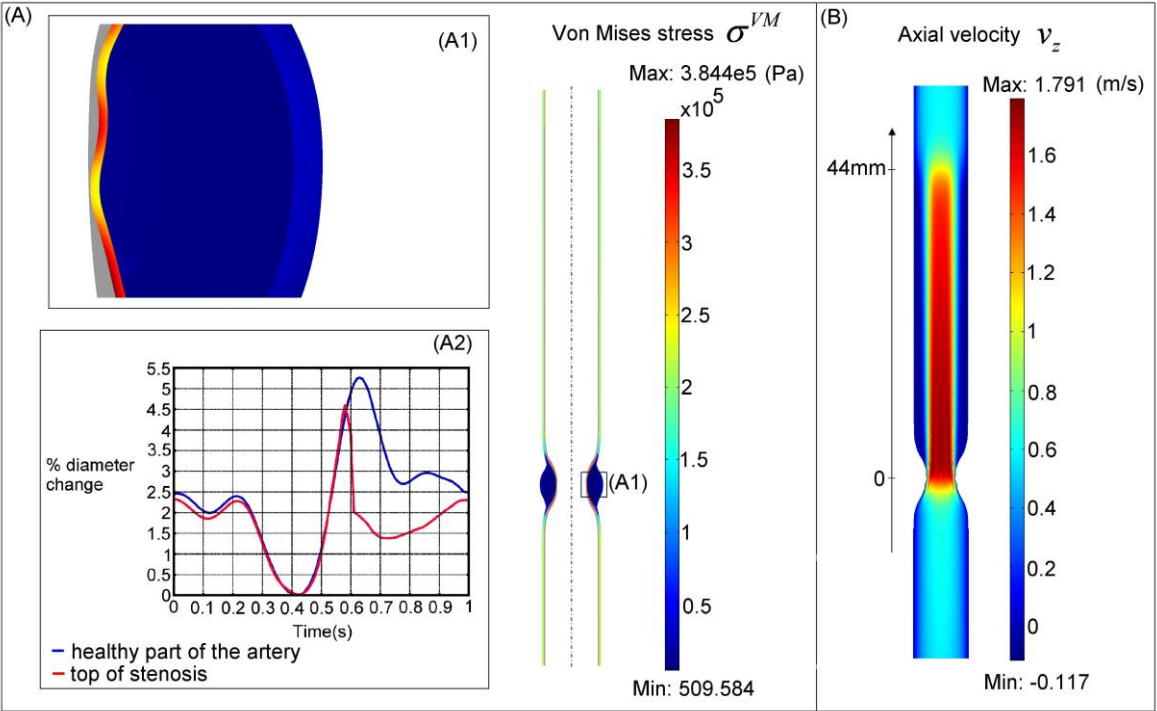 (A)
(A1)
Von Mises stress σ^VM
Max: 3.844e5 (Pa)
x10^5
3.5
3
2.5
2
1.5
1
0.5
Min: 509.584
(A1)
(A2)
% diameter
change
5.5
5
4.5
4
3.5
3
2.5
2
1.5
1
0.5
0
0 0.1 0.2 0.3 0.4 0.5 0.6 0.7 0.8 0.9 1
Time(s)
healthy part of the artery
top of stenosis
(B)
Axial velocity v_z
Max: 1.791 (m/s)
44mm
0
1.6
1.4
1.2
1
0.8
0.6
0.4
0.2
0
Min: -0.117